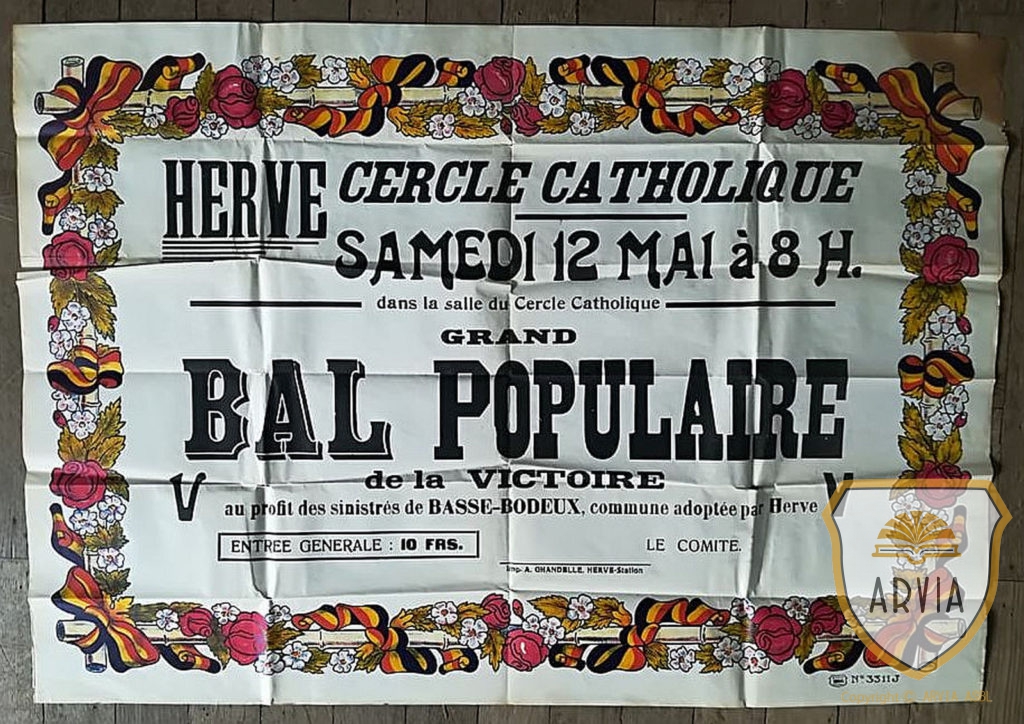 HERVE CERCLE CATHOLIQUE
SAMEDI 12 MAI à 8 H.
dans la salle du Cercle Catholique
GRAND
BAL POPULAIRE
de la VICTOIRE
V V
au profit des sinistrés de BASSE-BODEUX, commune adoptée par Herve
ENTREE GENERALE : 10 FRS.
LE COMITE.
Imp. A. CHANDELLE, HERVE-Station
ARVIA
Nº 3311J